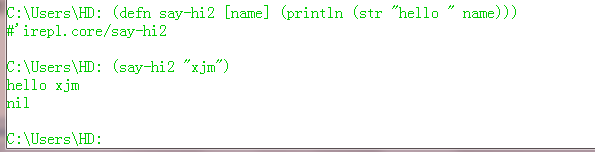 C:\Users\HD: (defn say-hi2 [name] (println (str "hello " name)))
#'irepl.core/say-hi2
C:\Users\HD: (say-hi2 "xjm")
hello xjm
nil
C:\Users\HD: